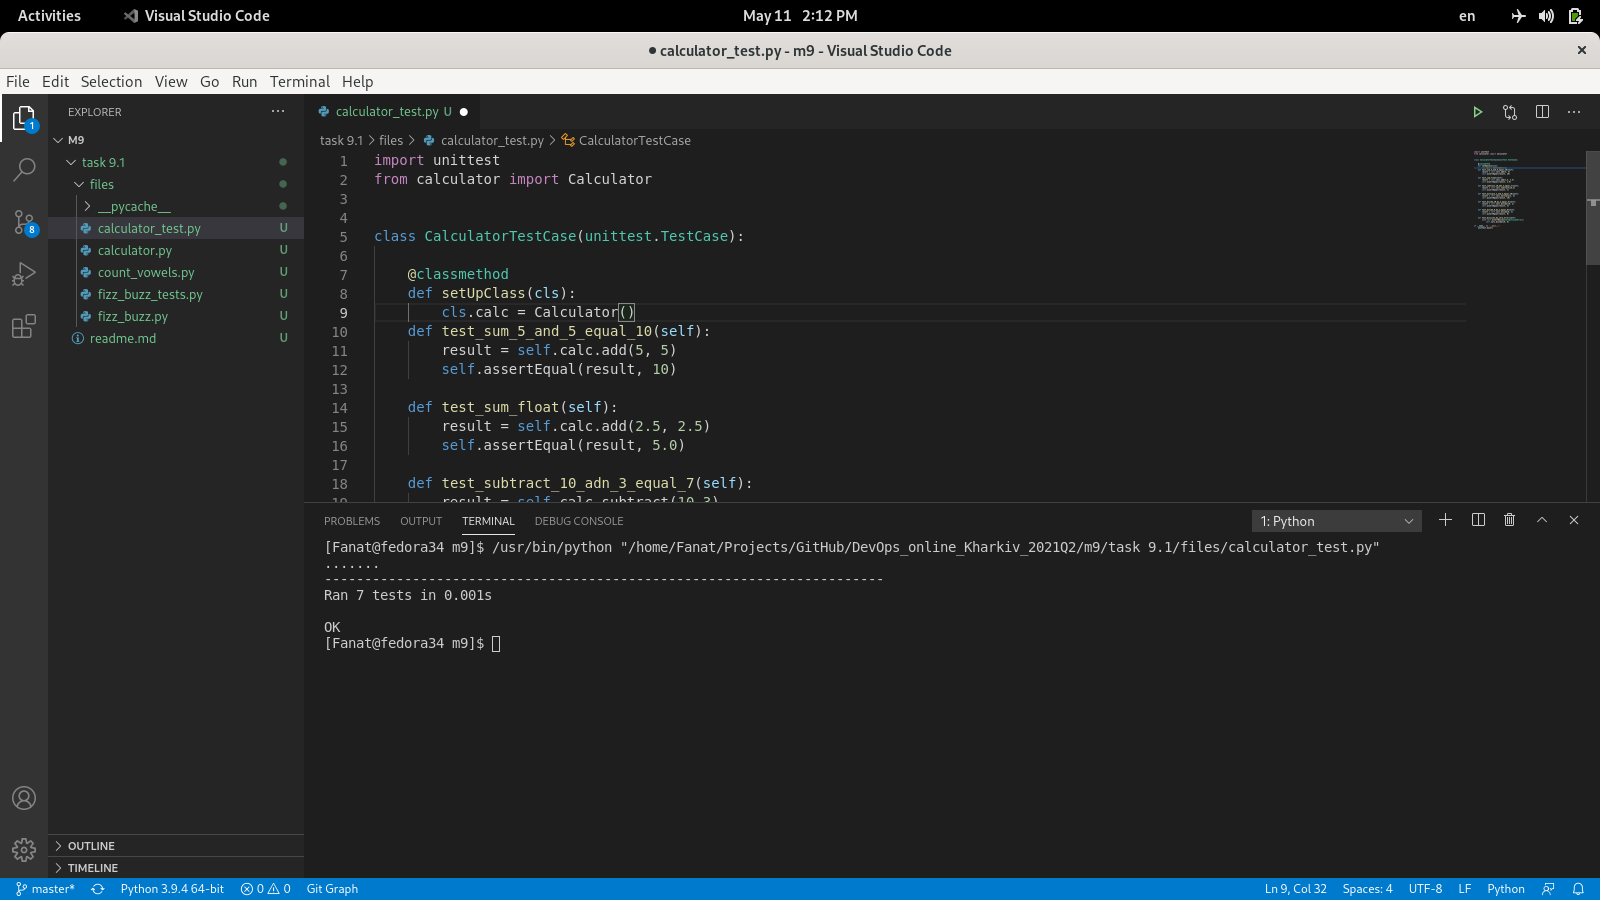 Activities Visual Studio Code May 11 2:12 PM en
calculator_test.py - m9 - Visual Studio Code
File Edit Selection View Go Run Terminal Help
EXPLORER
M9
task 9.1
files
__pycache__
calculator_test.py U
calculator.py U
count_vowels.py U
fizz_buzz_tests.py U
fizz_buzz.py U
readme.md U
OUTLINE
TIMELINE
1
8
calculator_test.py U
task 9.1 > files > calculator_test.py > CalculatorTestCase
1 import unittest
2 from calculator import Calculator
3
4
5 class CalculatorTestCase(unittest.TestCase):
6
7 @classmethod
8 def setUpClass(cls):
9 cls.calc = Calculator()
10 def test_sum_5_and_5_equal_10(self):
11 result = self.calc.add(5, 5)
12 self.assertEqual(result, 10)
13
14 def test_sum_float(self):
15 result = self.calc.add(2.5, 2.5)
16 self.assertEqual(result, 5.0)
17
18 def test_subtract_10_adn_3_equal_7(self):
19 result = self.calc.subtract(10,3)
PROBLEMS OUTPUT TERMINAL DEBUG CONSOLE 1: Python
[Fanat@fedora34 m9]$ /usr/bin/python "/home/Fanat/Projects/GitHub/DevOps_online_Kharkiv_2021Q2/m9/task 9.1/files/calculator_test.py"
.......
----------------------------------------------------------------------
Ran 7 tests in 0.001s
OK
[Fanat@fedora34 m9]$
master* Python 3.9.4 64-bit 0 0 Git Graph Ln 9, Col 32 Spaces: 4 UTF-8 LF Python